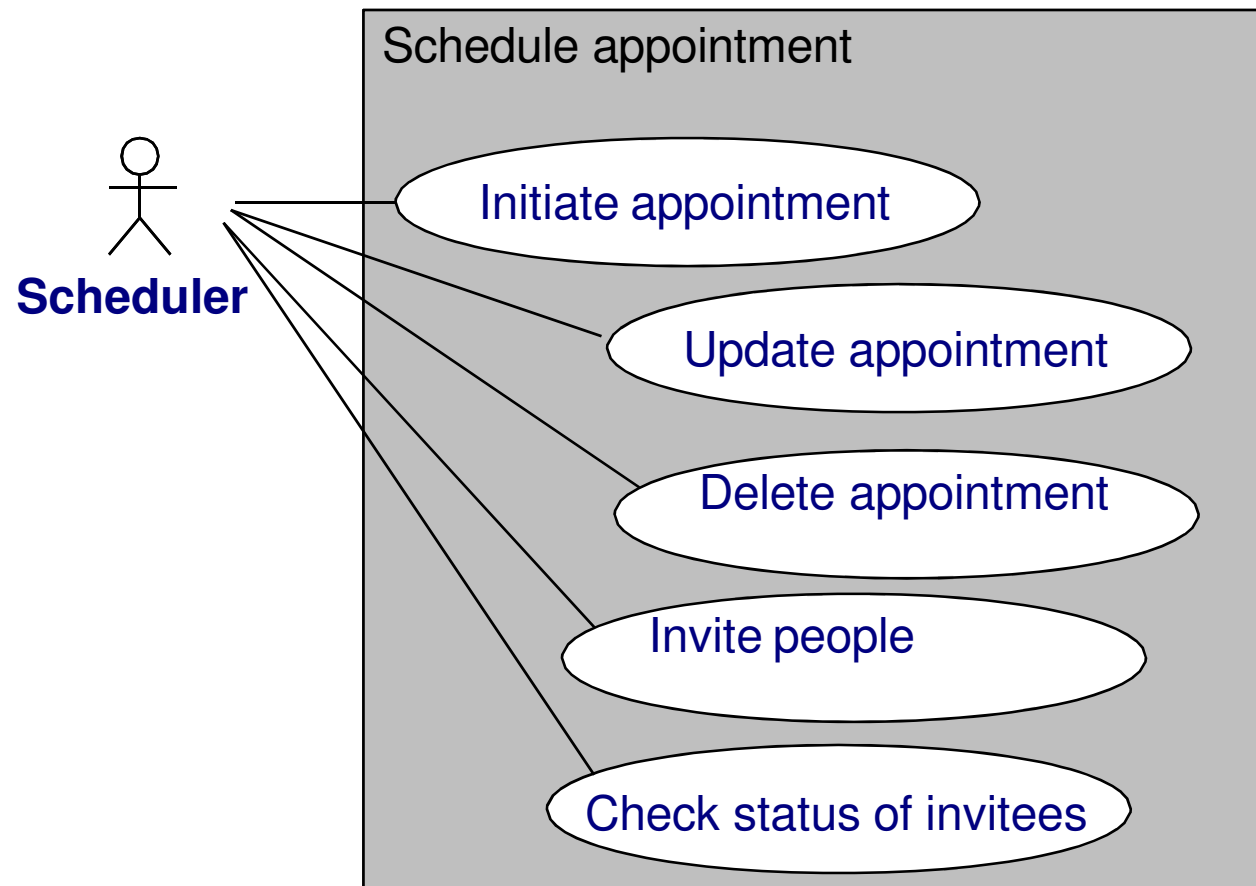 Schedule appointment
Initiate appointment
Scheduler
Update appointment
Delete appointment
Invite people
Check status of invitees